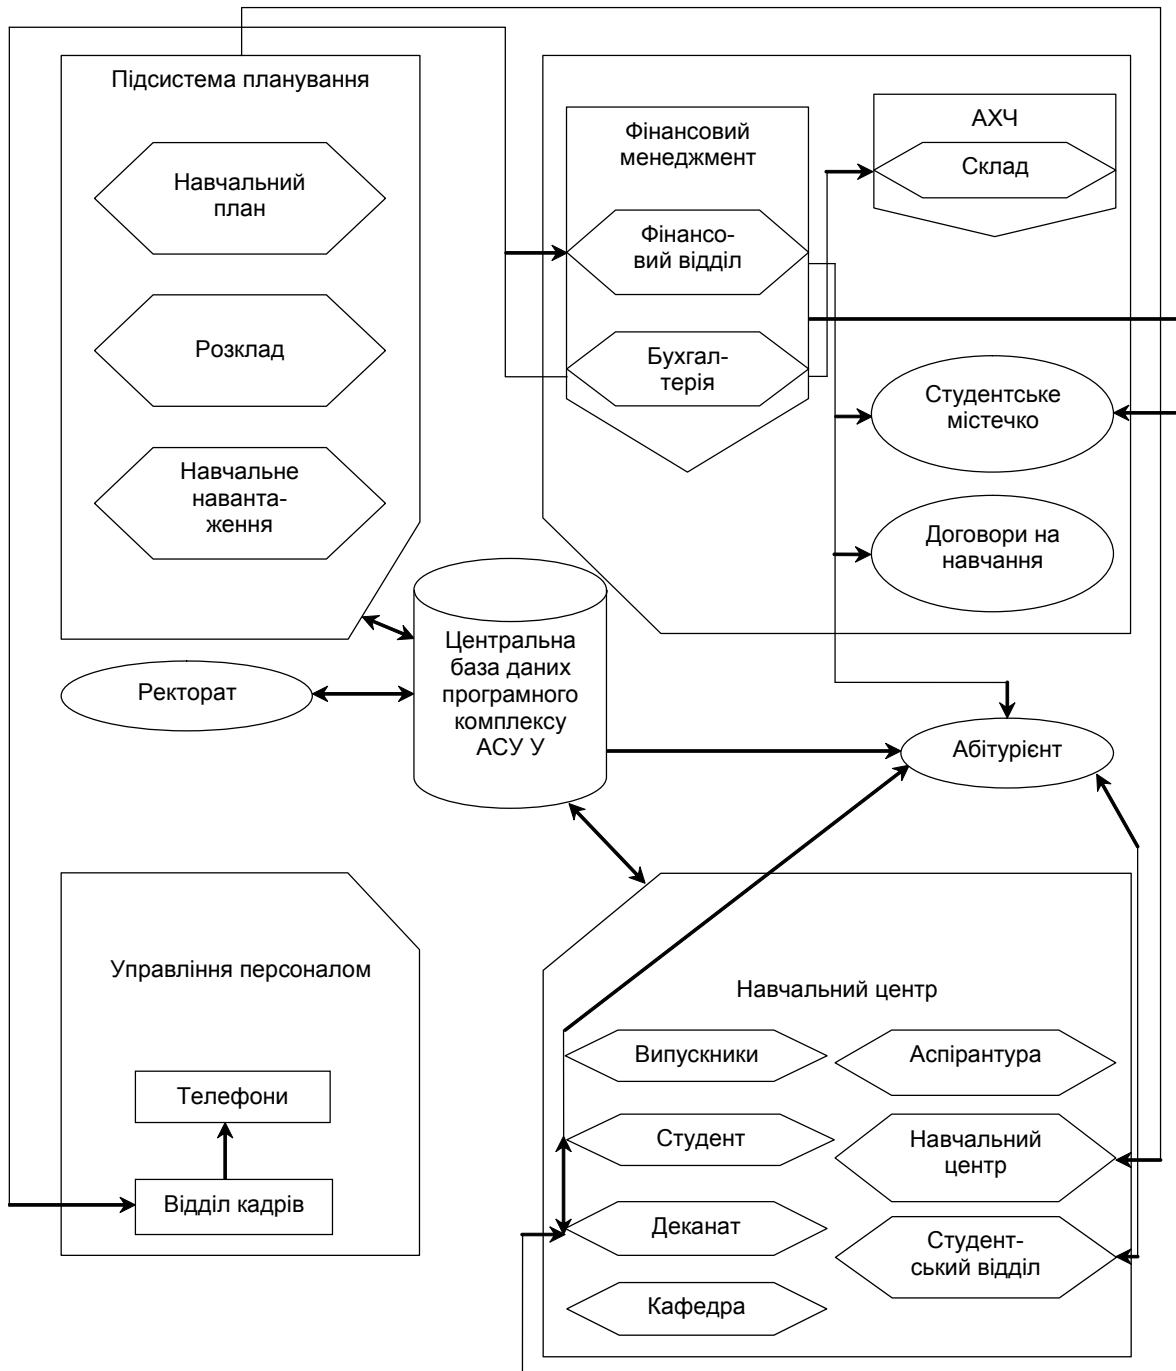 Підсистема планування
Навчальний
план
Розклад
Навчальне
наванта-
ження
Фінансовий
менеджмент
Фінансо-
вий відділ
Бухгал-
терія
АХЧ
Склад
Студентське
містечко
Договори на
навчання
Центральна
база даних
програмного
комплексу
АСУ У
Ректорат
Абітурієнт
Управління персоналом
Телефони
Відділ кадрів
Навчальний центр
Випускники
Аспірантура
Студент
Навчальний
центр
Деканат
Студент-
ський відділ
Кафедра